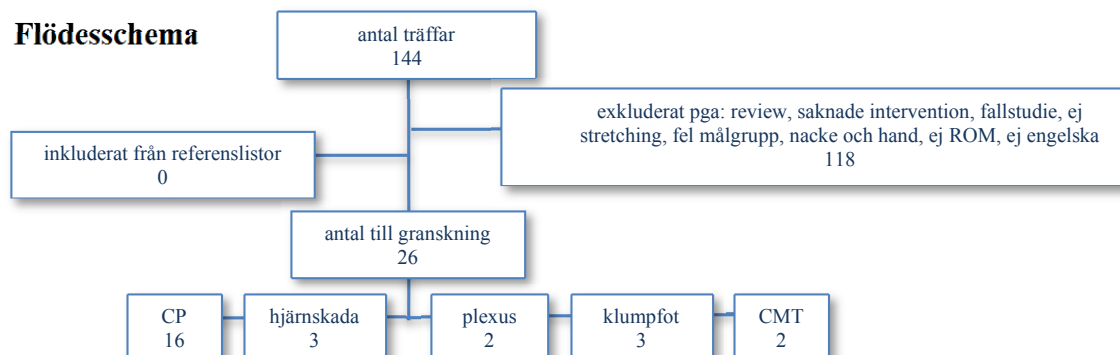 Flödesschema
antal träffar
144
exkluderat pga: review, saknade intervention, fallstudie, ej
stretching, fel målgrupp, nacke och hand, ej ROM, ej engelska
118
inkluderat från referenslistor
0
antal till granskning
26
CP
16
hjärnskada
3
plexus
2
klumpfot
3
CMT
2